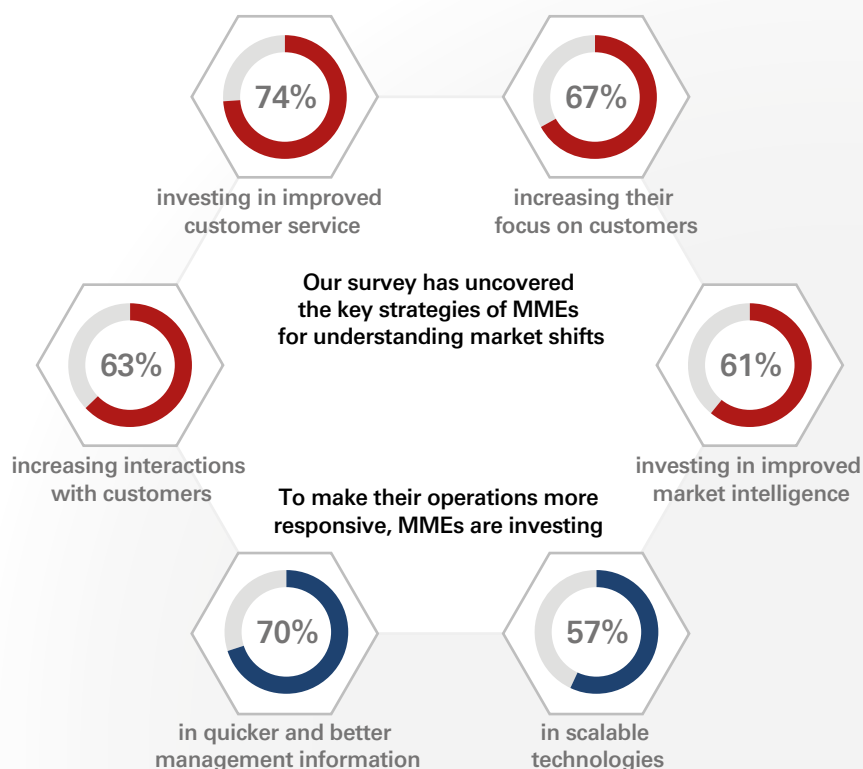 74%
investing in improved
customer service
67%
increasing their
focus on customers
Our survey has uncovered
the key strategies of MMEs
for understanding market shifts
63%
increasing interactions
with customers
61%
investing in improved
market intelligence
To make their operations more
responsive, MMEs are investing
70%
in quicker and better
management information
57%
in scalable
technologies